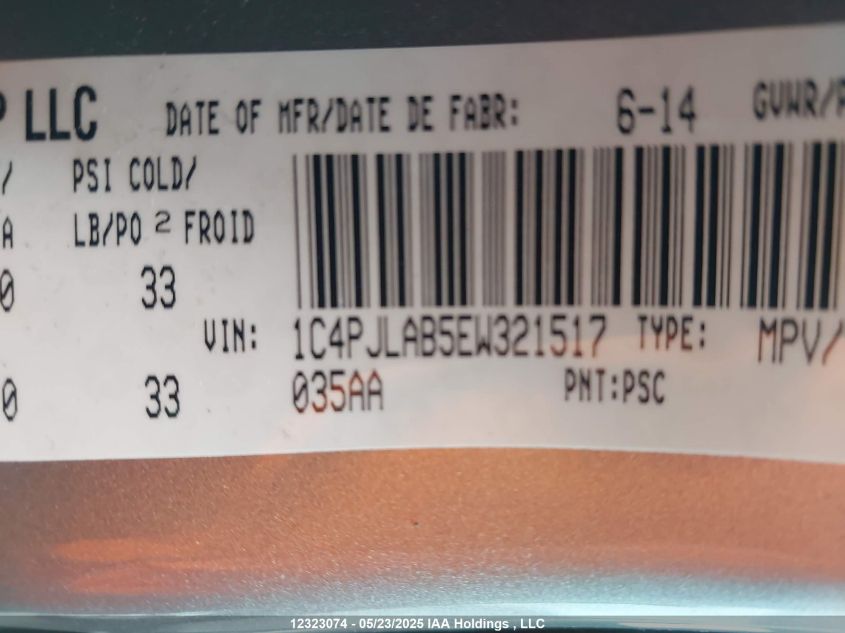 P LLC DATE OF MFR/DATE DE FABR: 6-14 GVWR/
/ PSI COLD/
A LB/PO 2 FROID
0 33
VIN: 1C4PJLAB5EW321517 TYPE: MPV/
0 33 035AA PNT:PSC
12323074 - 05/23/2025 IAA Holdings , LLC